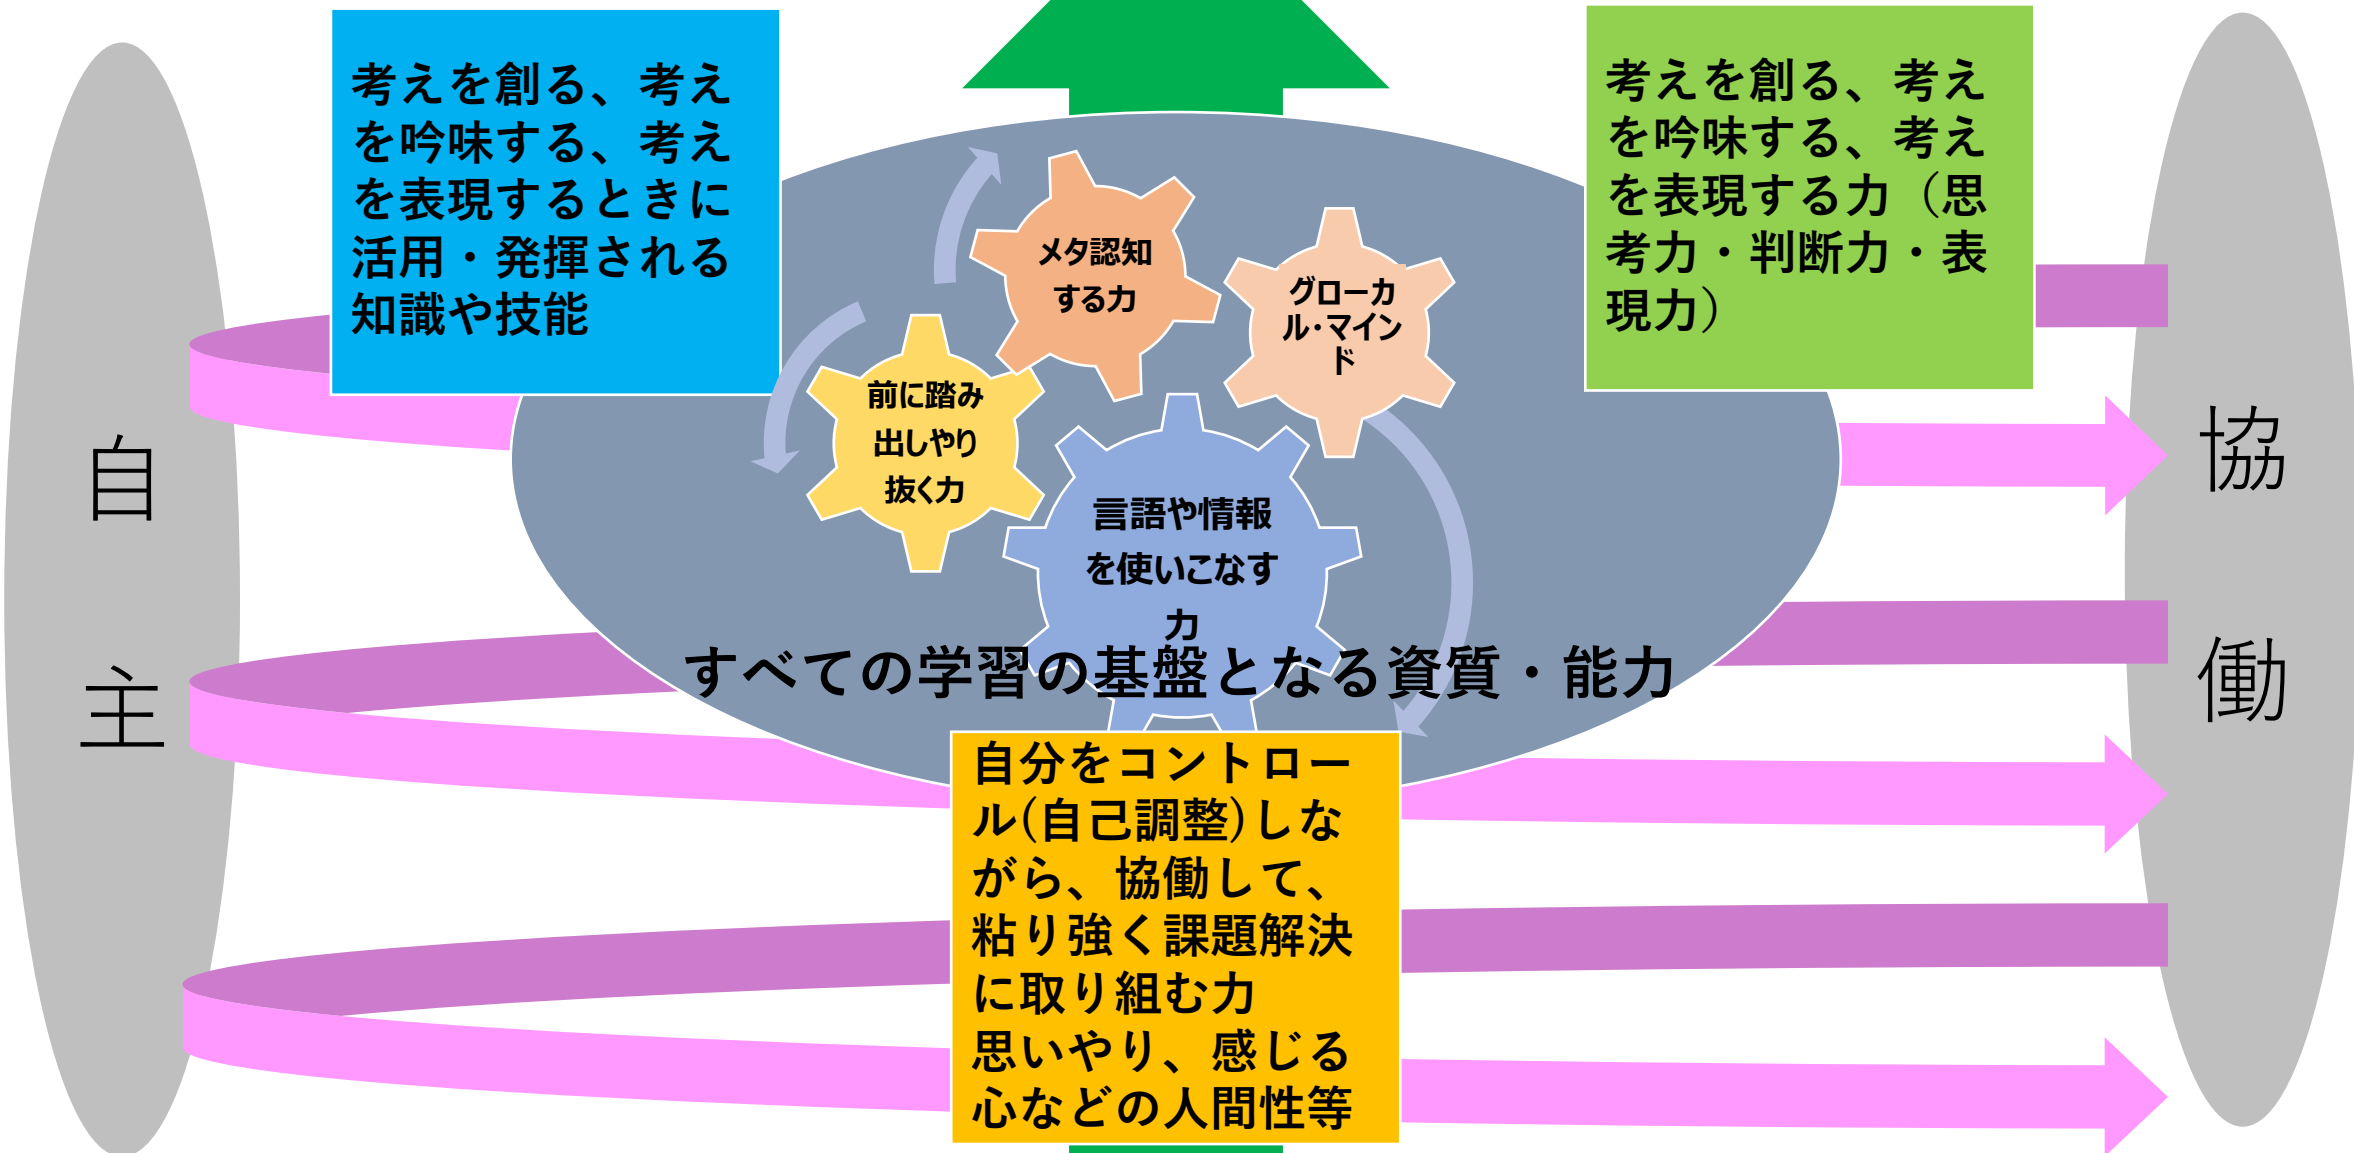 考えを創る、考え
を吟味する、考え
を表現するときに
活用・発揮される
知識や技能
考えを創る、考え
を吟味する、考え
を表現する力（思
考力・判断力・表
現力）
メタ認知
する力
グローカ
ル・マイン
ド
前に踏み
出しやり
抜く力
言語や情報
を使いこなす
力
すべての学習の基盤となる資質・能力
自
主
協
働
自分をコントロー
ル(自己調整)しな
がら、協働して、
粘り強く課題解決
に取り組む力
思いやり、感じる
心などの人間性等